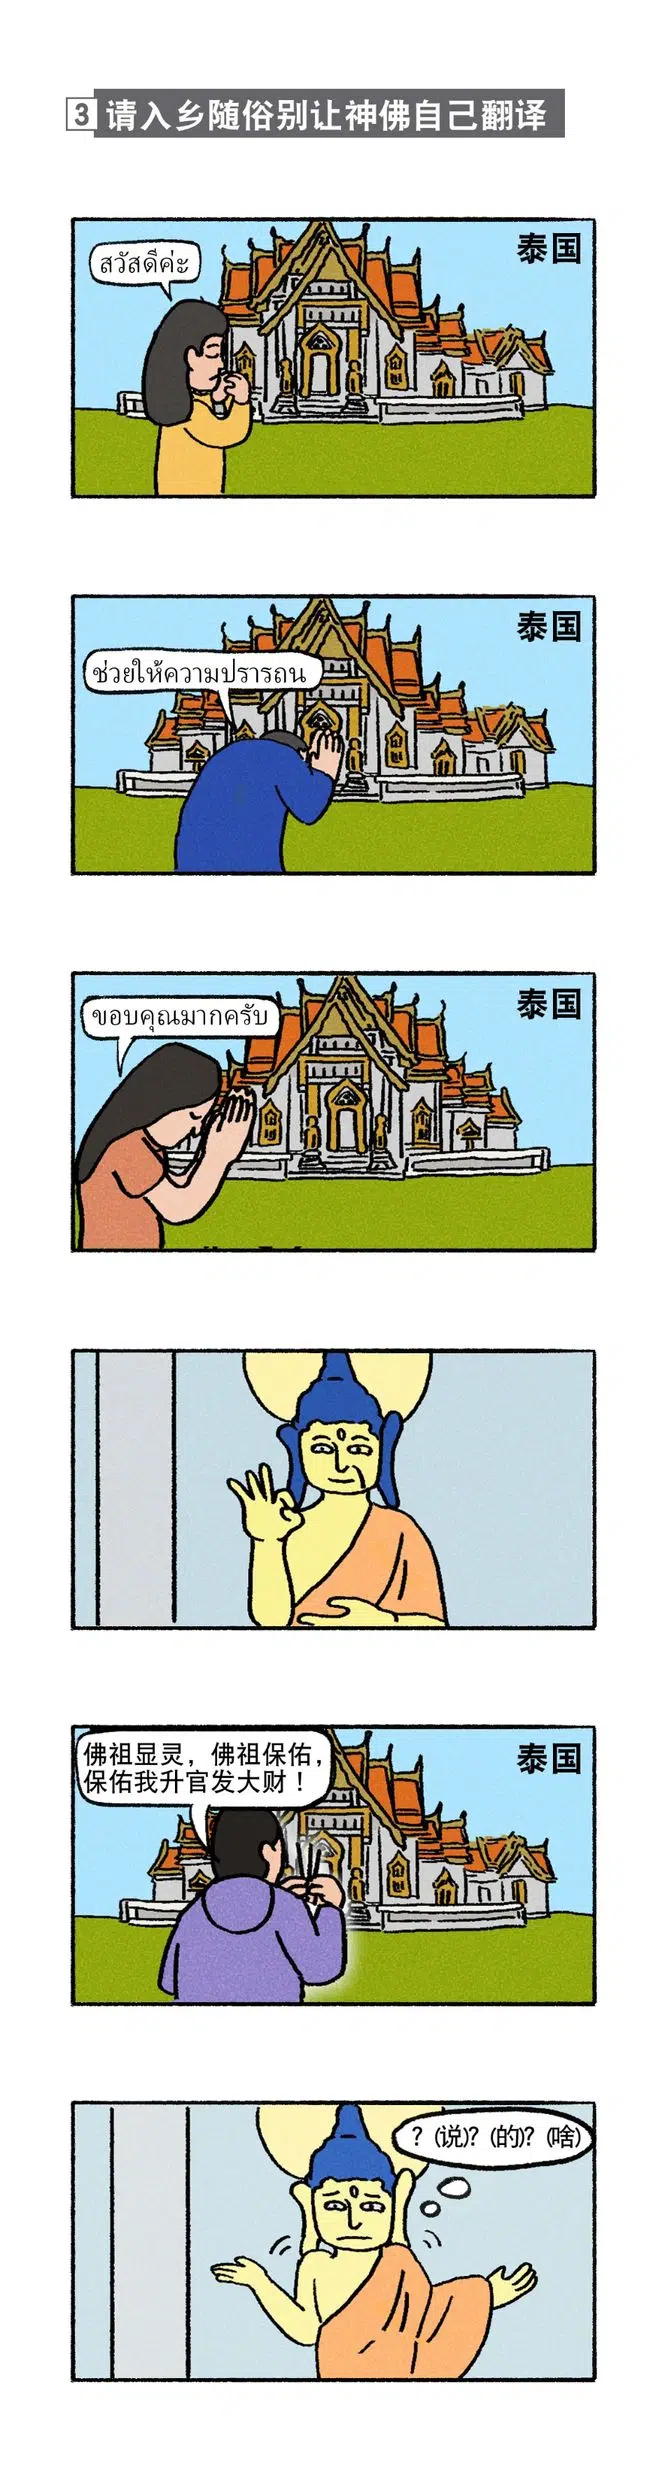 3 请入乡随俗别让神佛自己翻译
泰国
สวัสดีค่ะ
泰国
ช่วยให้ความปรารถน
泰国
ขอบคุณมากครับ
佛祖显灵，佛祖保佑，
保佑我升官发大财！
泰国
？(说)？(的)？(啥)